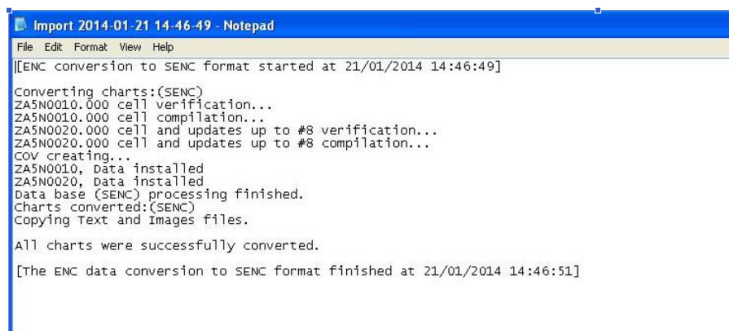 Import 2014-01-21 14-46-49 - Notepad
File Edit Format View Help
[ENC conversion to SENC format started at 21/01/2014 14:46:49]
Converting charts:(SENC)
ZA5N0010.000 cell verification...
ZA5N0010.000 cell compilation...
ZA5N0020.000 cell and updates up to #8 verification...
ZA5N0020.000 cell and updates up to #8 compilation...
COV creating...
ZA5N0010, Data installed
ZA5N0020, Data installed
Data base (SENC) processing finished.
Charts converted:(SENC)
Copying Text and Images files.
All charts were successfully converted.
[The ENC data conversion to SENC format finished at 21/01/2014 14:46:51]